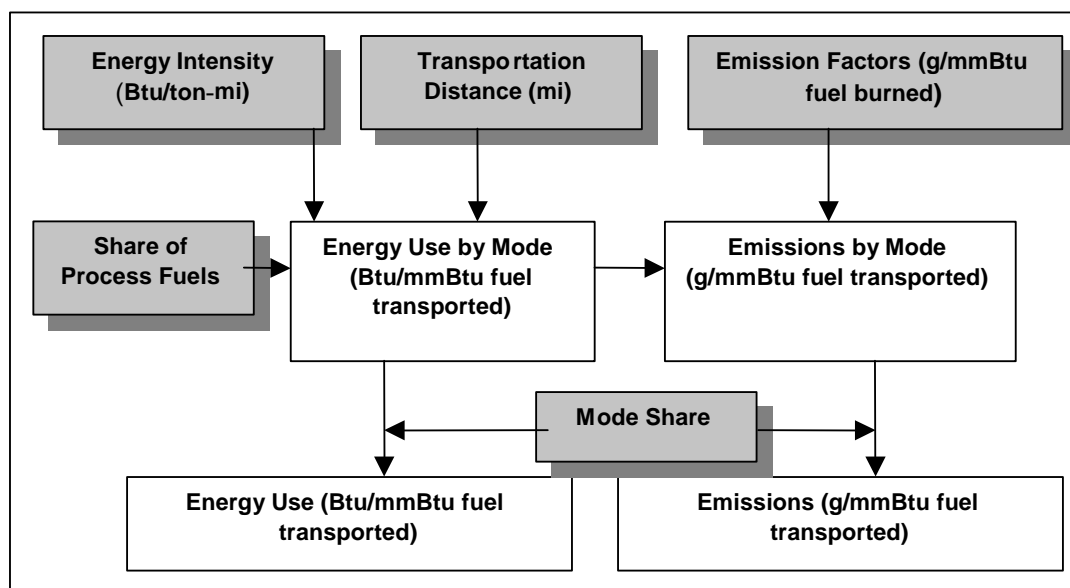 Energy Intensity
(Btu/ton-mi)
Transportation
Distance (mi)
Emission Factors (g/mmBtu
fuel burned)
Share of
Process Fuels
Energy Use by Mode
(Btu/mmBtu fuel
transported)
Emissions by Mode
(g/mmBtu fuel transported)
Mode Share
Energy Use (Btu/mmBtu fuel
transported)
Emissions (g/mmBtu fuel
transported)